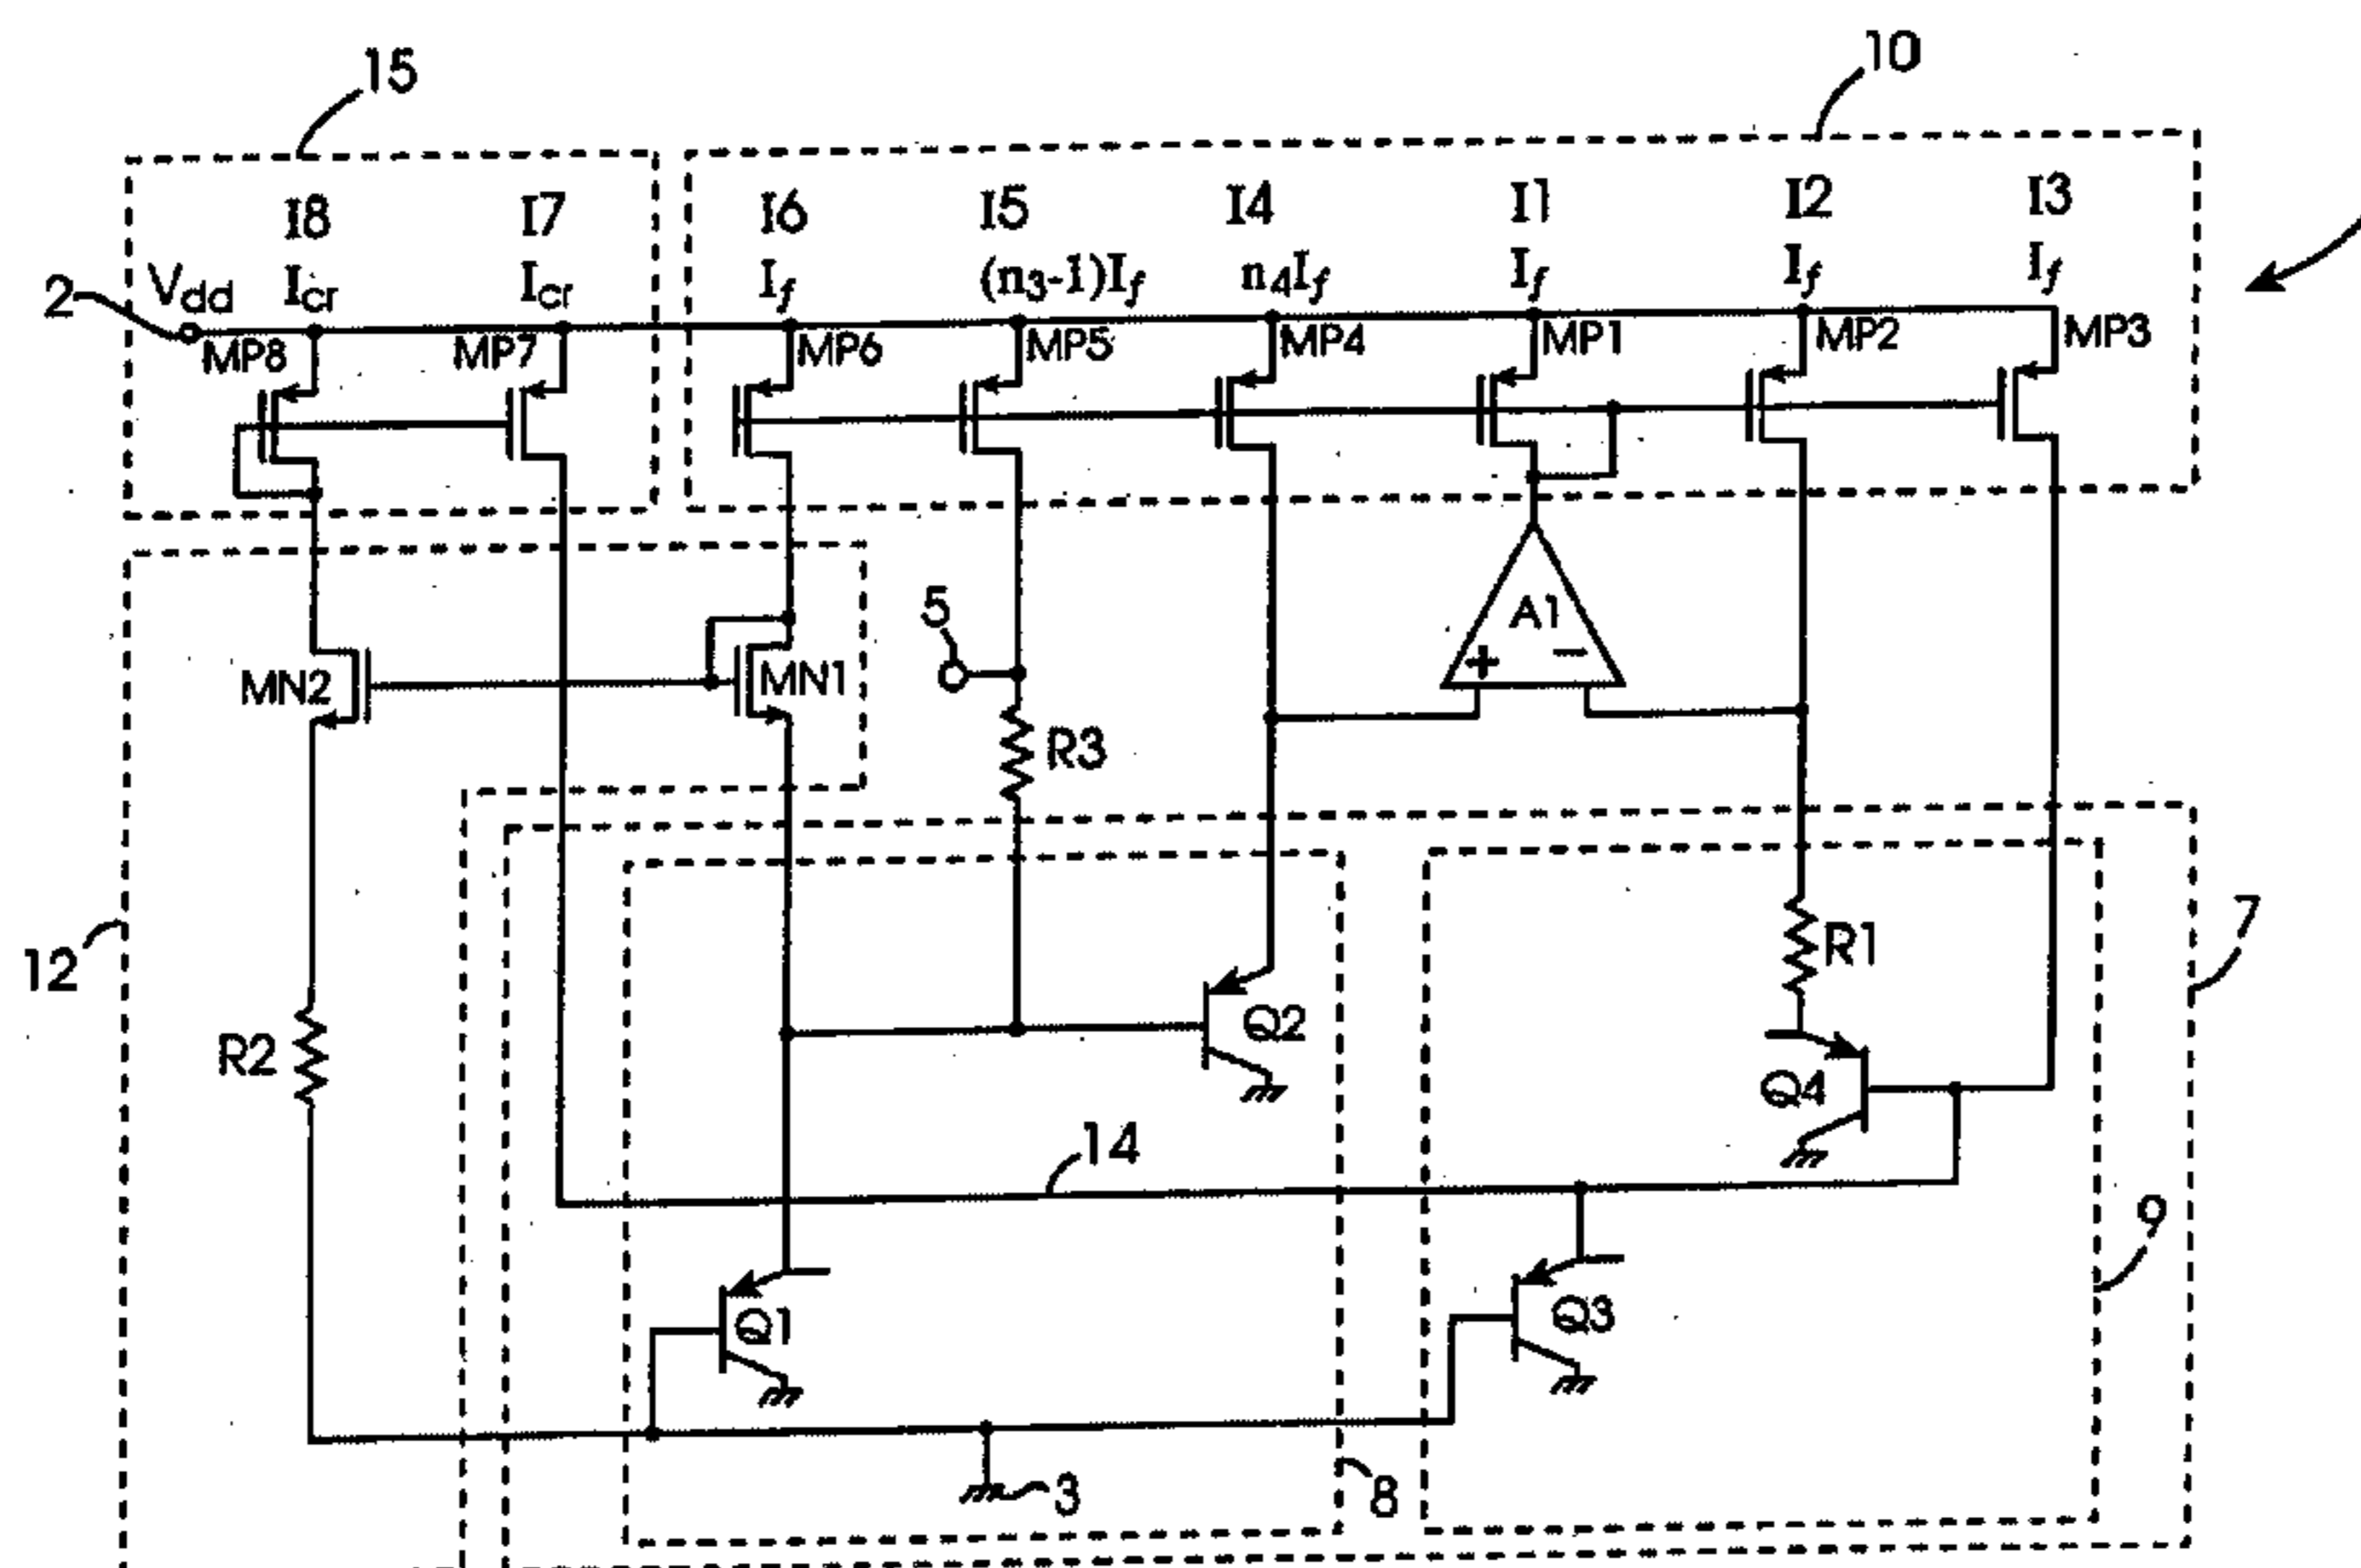 15
10
I8
I7
I6
I5
I4
I1
I2
I3
2
Vdd
Icr
Icr
If
(n3-1)If
n4If
If
If
If
MP8
MP7
MP6
MP5
MP4
MP1
MP2
MP3
5
A1
+
−
MN2
MN1
R3
12
7
R1
R2
Q2
Q4
14
9
Q1
Q3
3
8